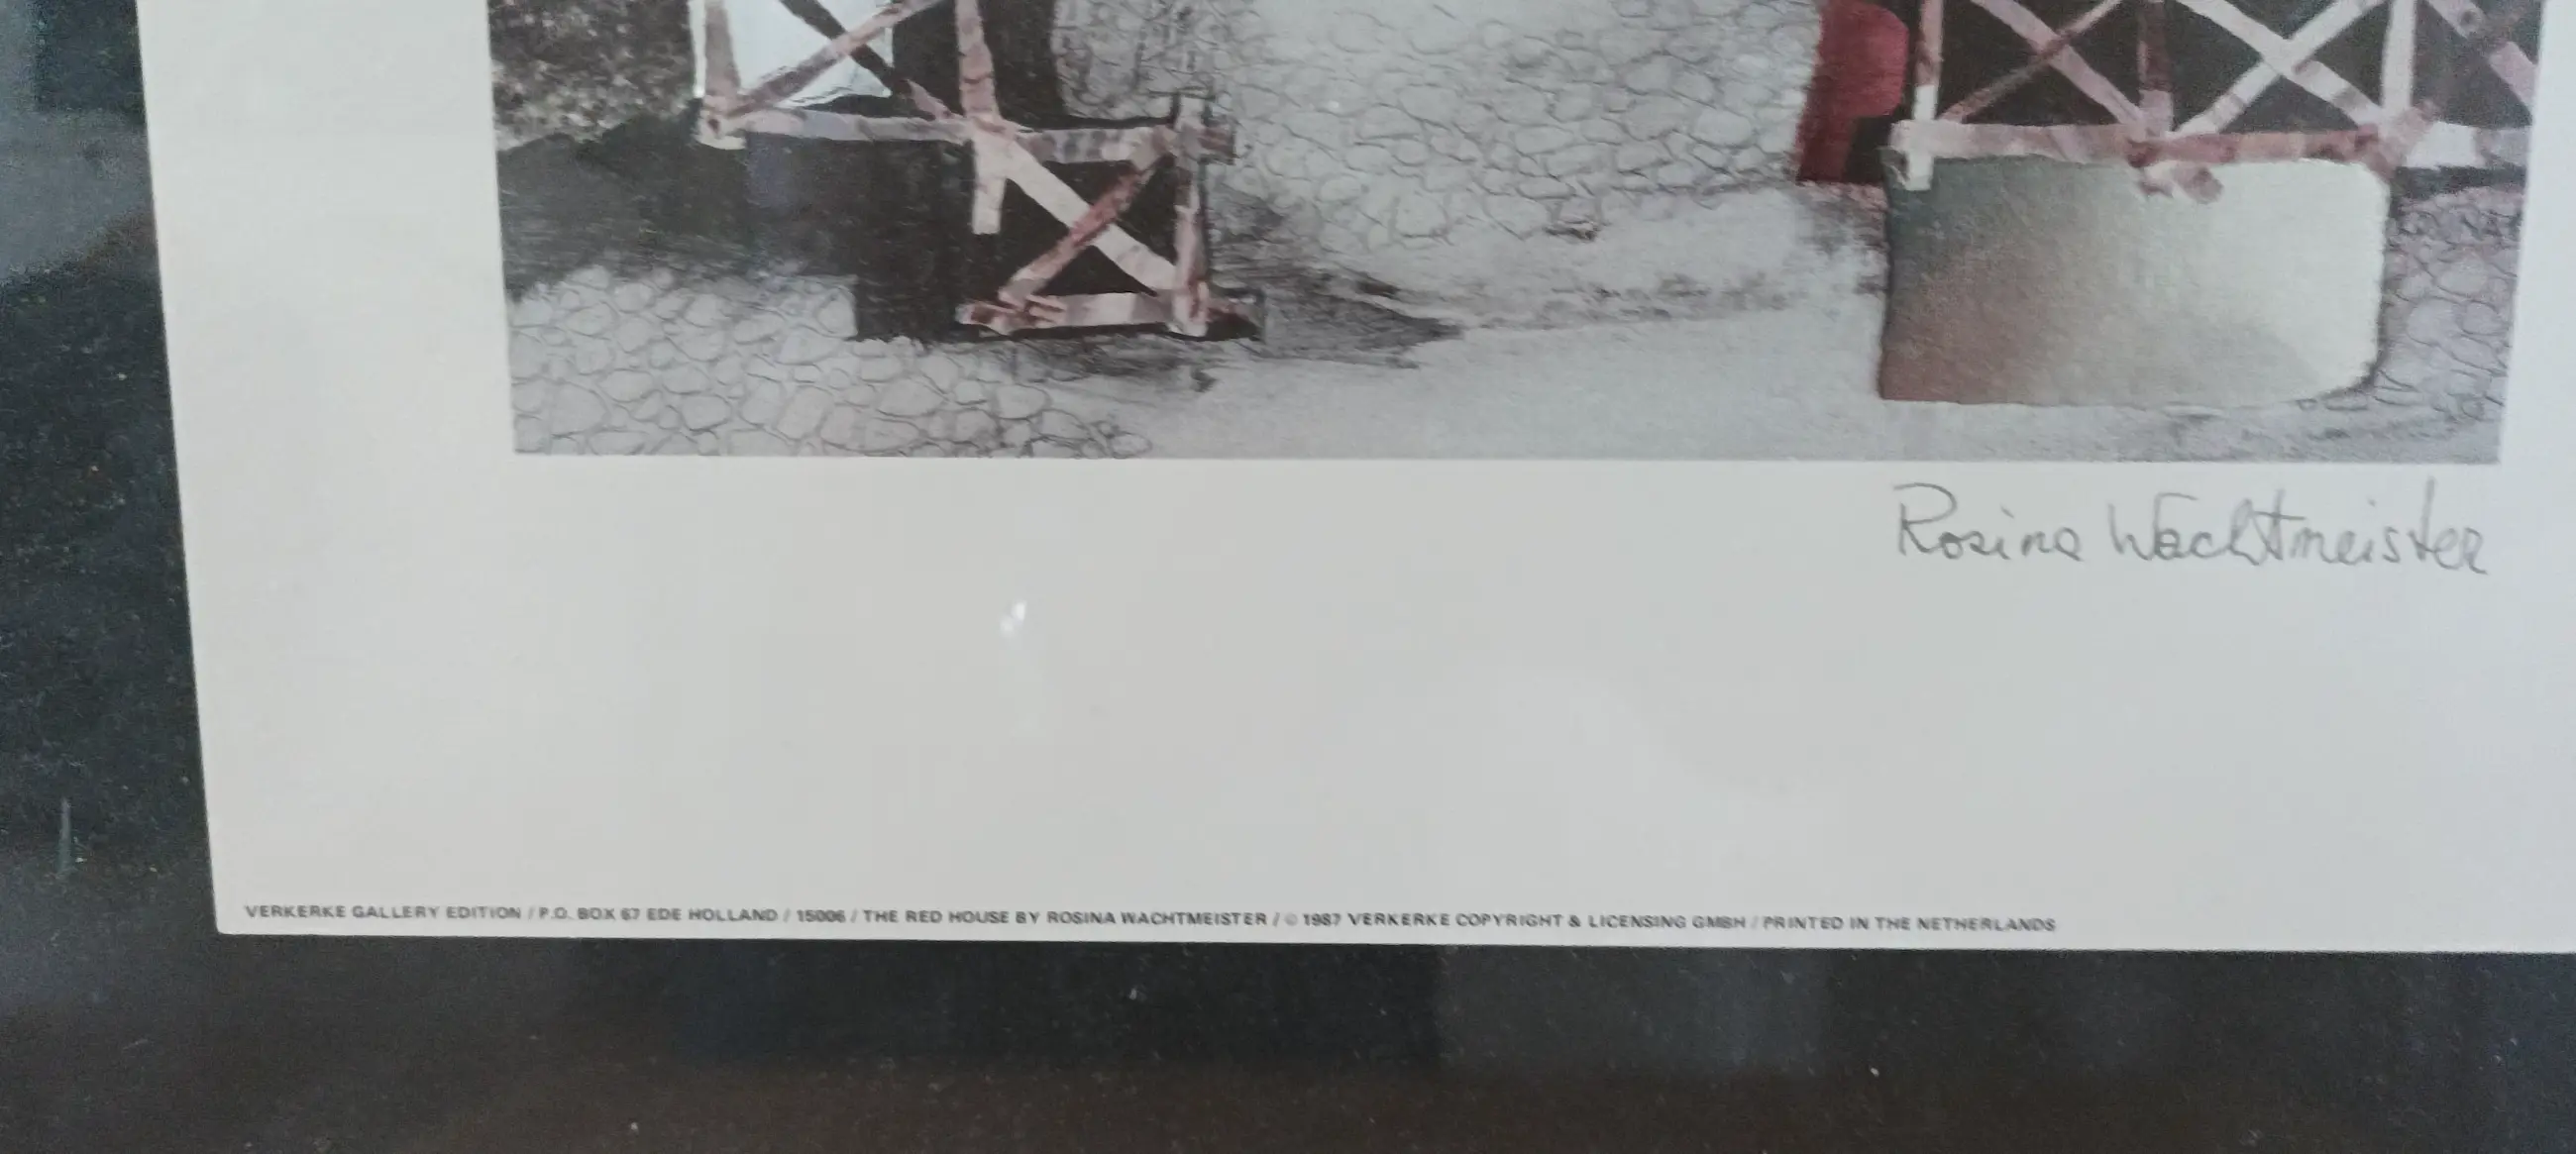 Rosina Wachtmeister
VERKERKE GALLERY EDITION / P.O. BOX 67 EDE HOLLAND / 15006 / THE RED HOUSE BY ROSINA WACHTMEISTER / © 1987 VERKERKE COPYRIGHT & LICENSING GMBH / PRINTED IN THE NETHERLANDS